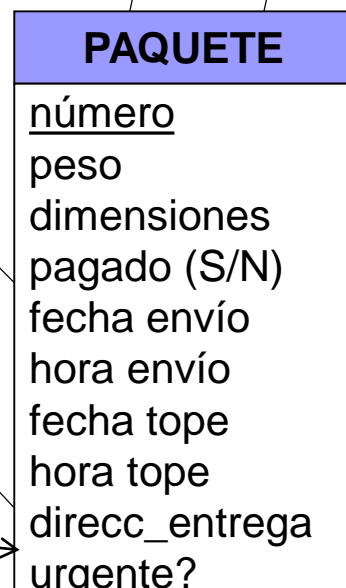 PAQUETE
número
peso
dimensiones
pagado (S/N)
fecha envío
hora envío
fecha tope
hora tope
direcc_entrega
urgente?